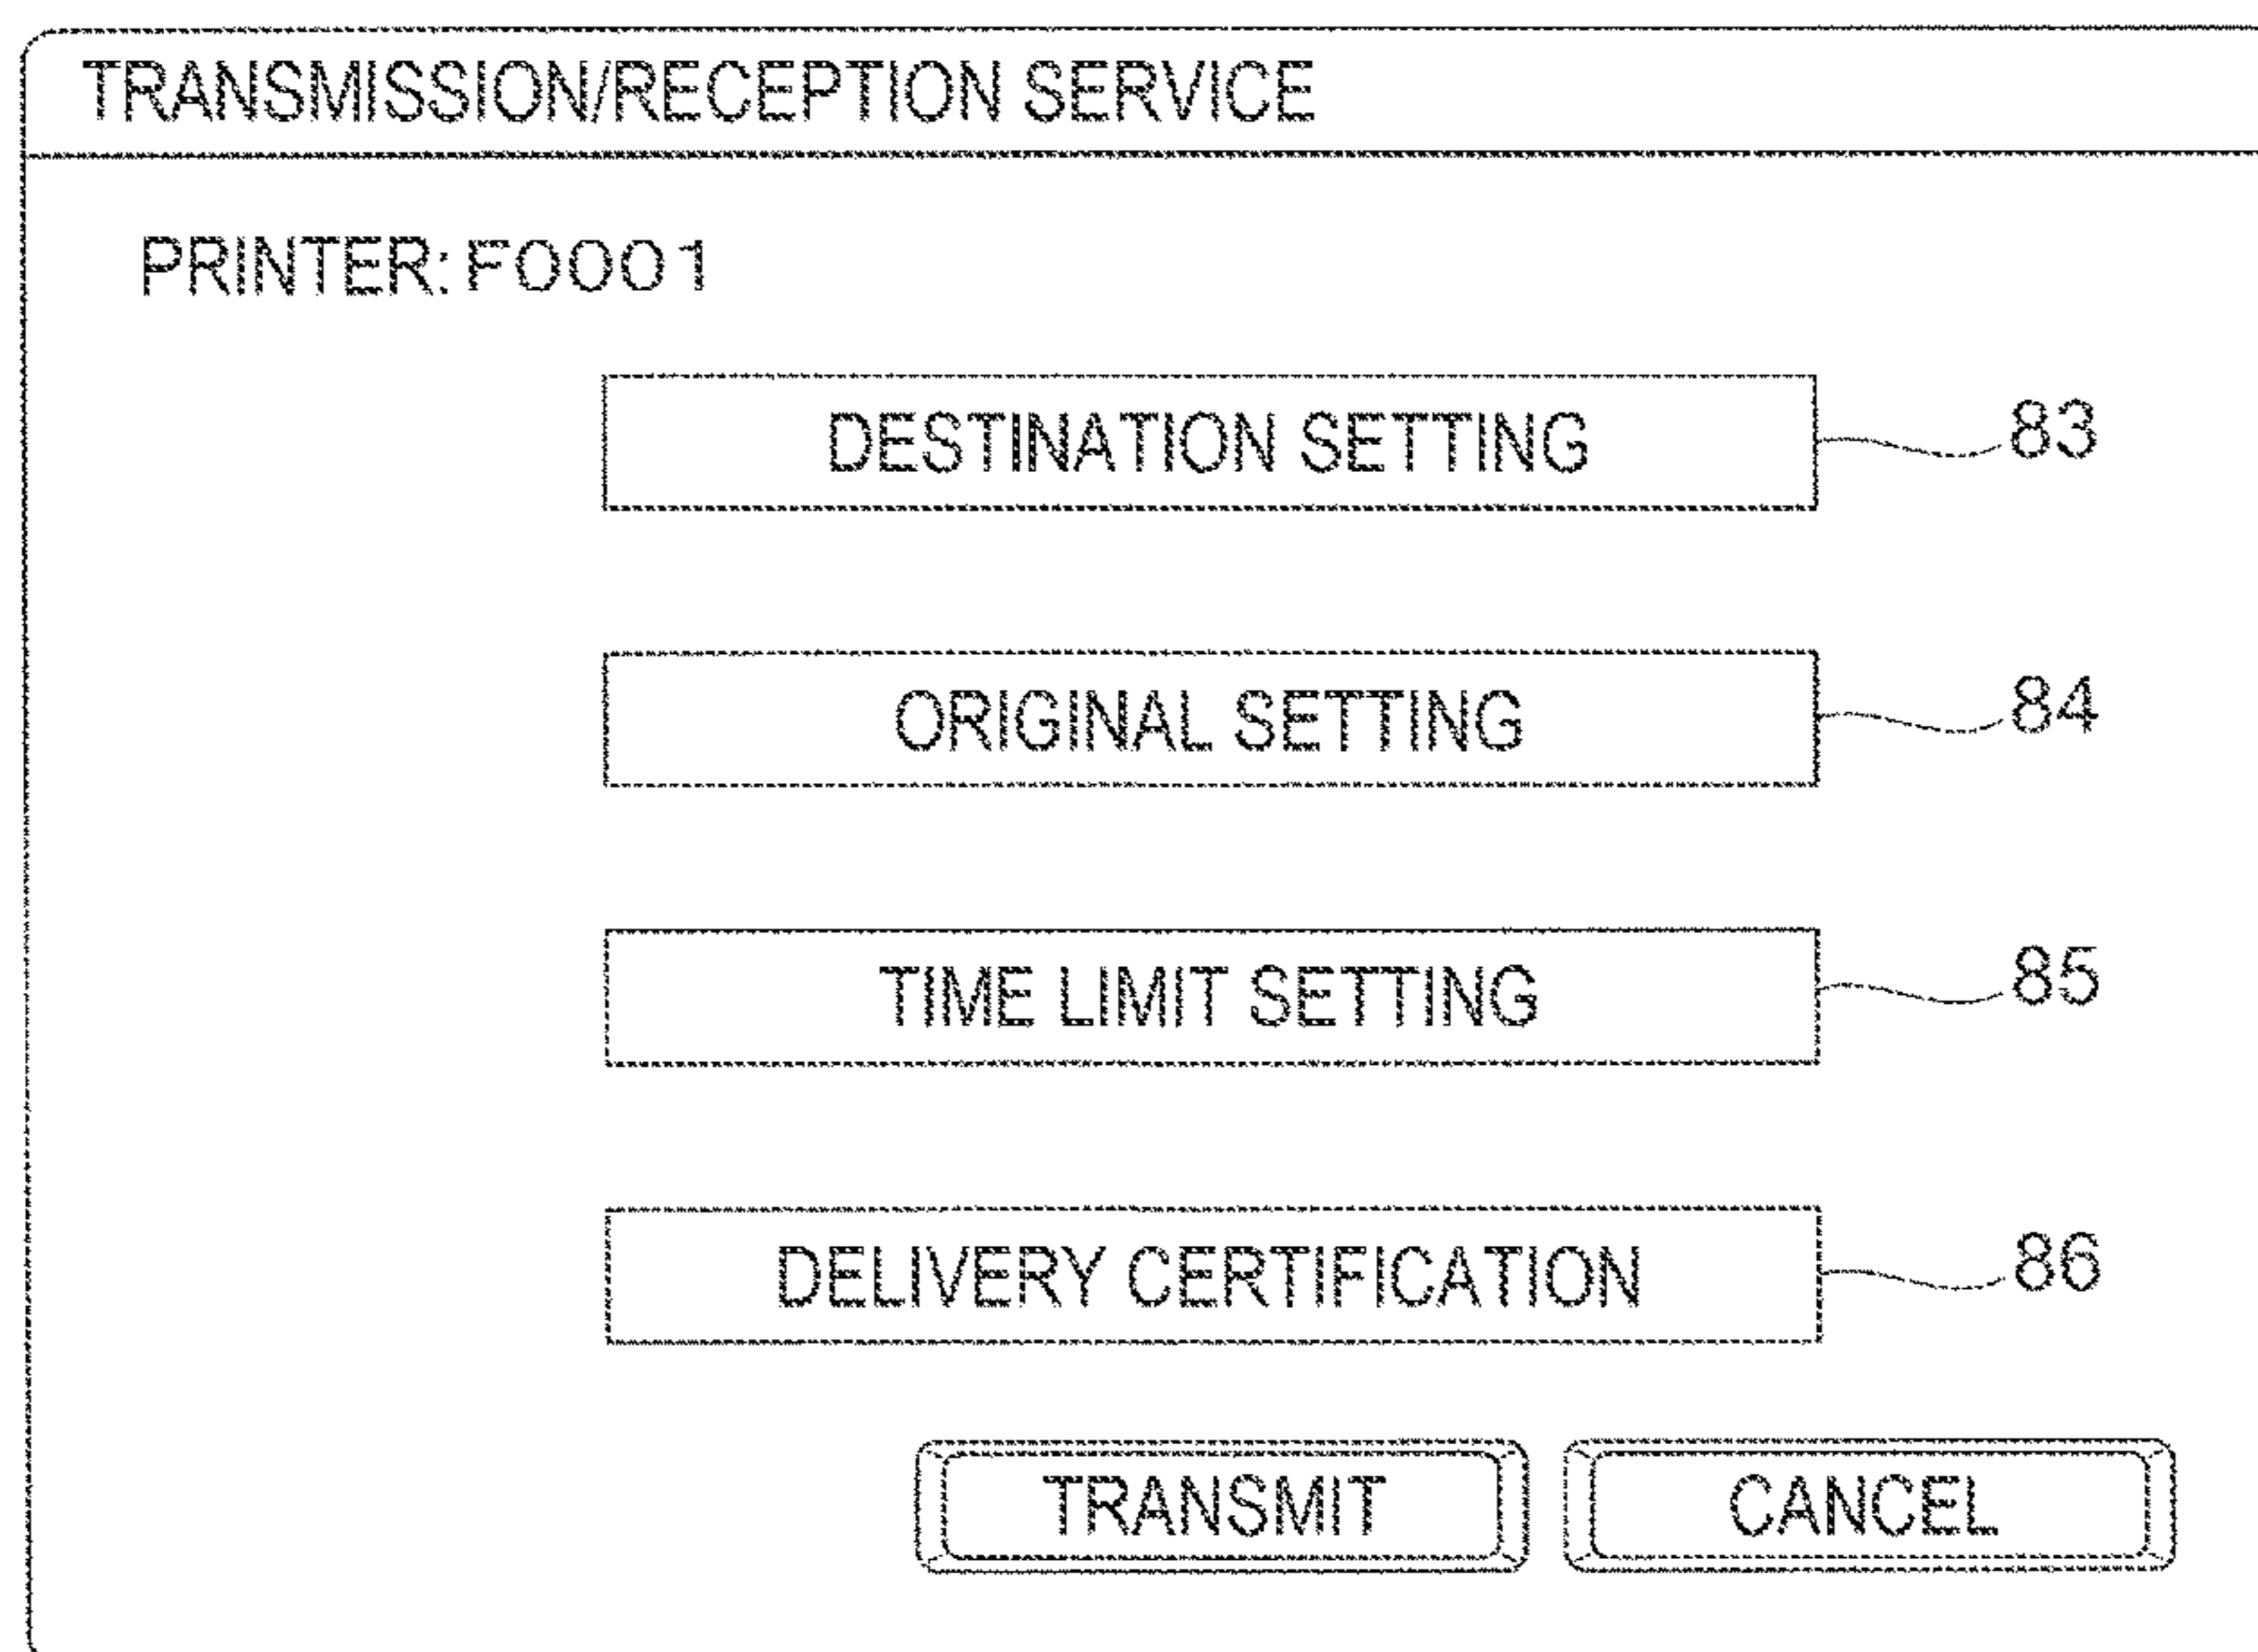 TRANSMISSION/RECEPTION SERVICE
PRINTER: F0001
DESTINATION SETTING 83
ORIGINAL SETTING 84
TIME LIMIT SETTING 85
DELIVERY CERTIFICATION 86
TRANSMIT CANCEL